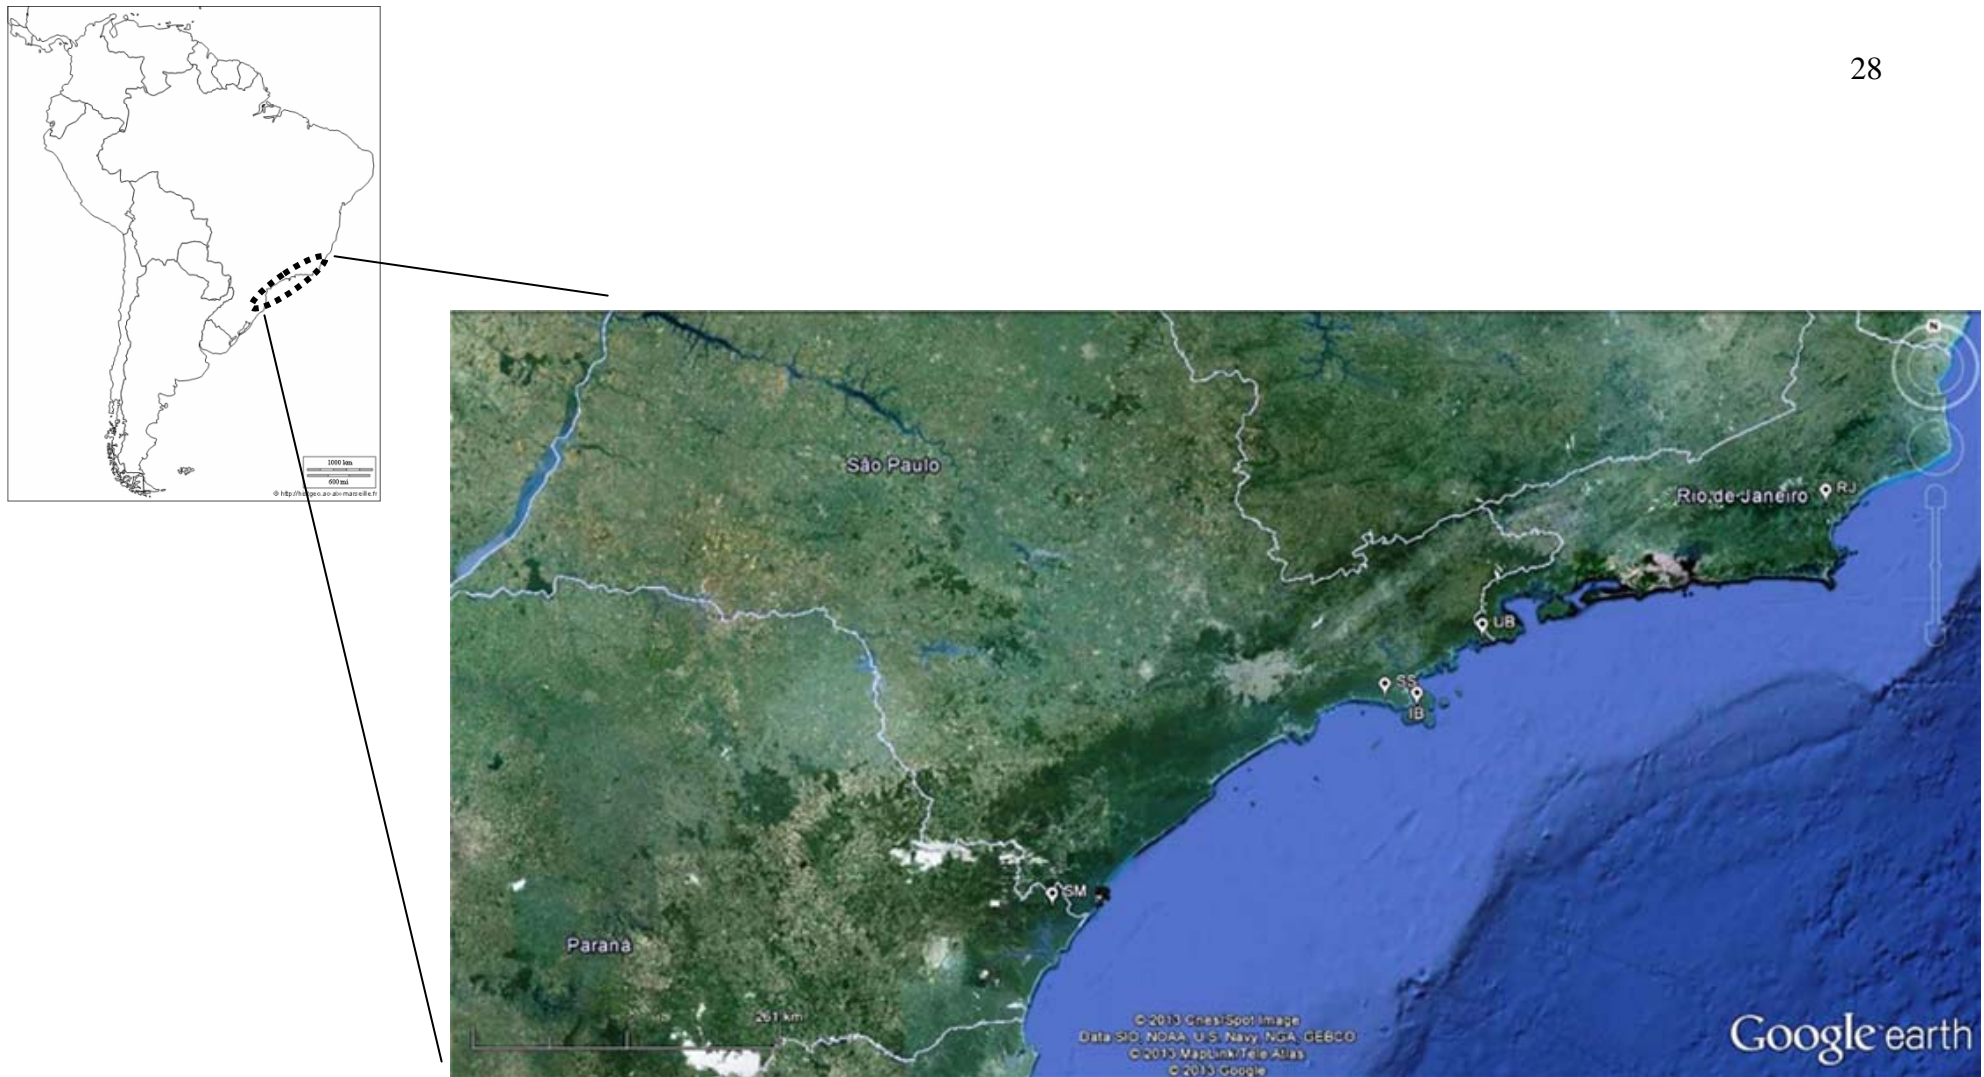 28
1000 km
600 mi
N
São Paulo
Rio de Janeiro
RJ
UB
SS
IB
SM
Paraná
261 km
© 2013 Cnes/Spot Image
Data SIO, NOAA, U.S. Navy, NGA, GEBCO
© 2013 MapLink/Tele Atlas
© 2013 Google
Google earth